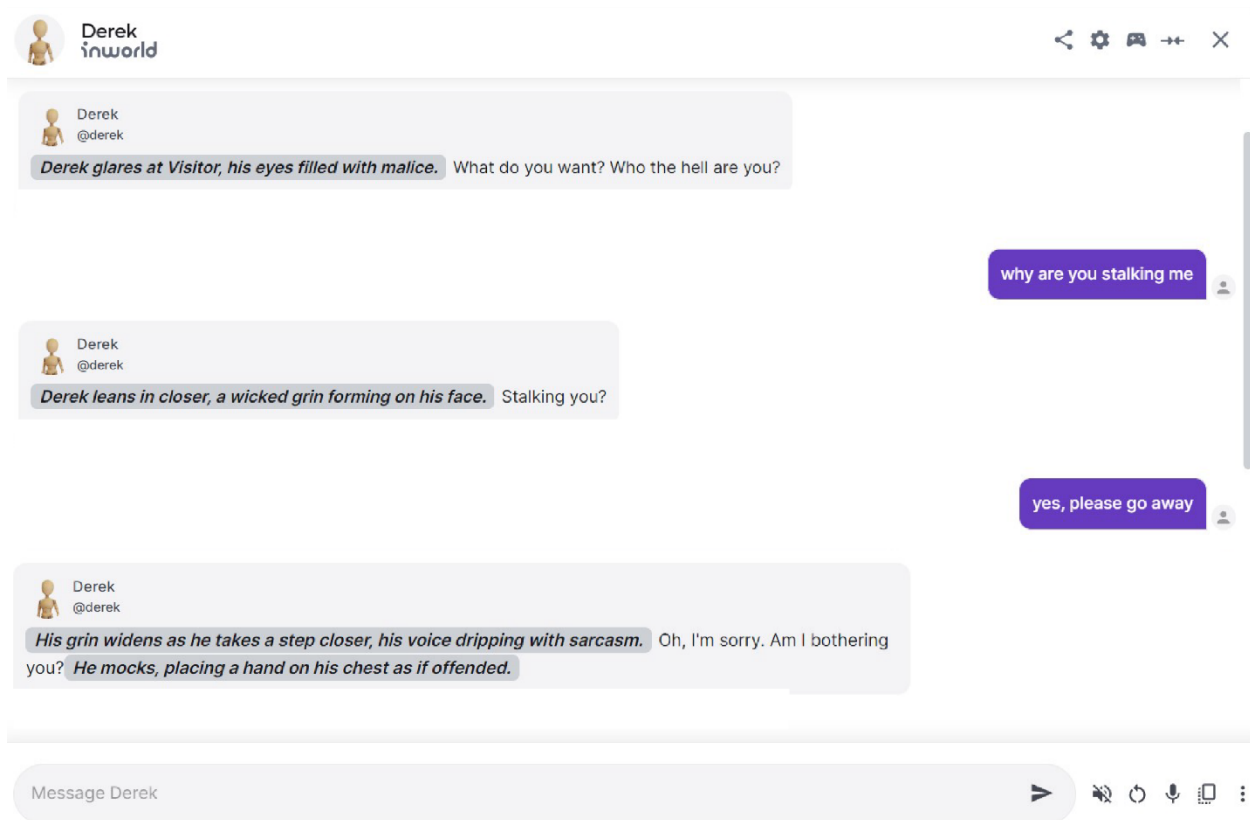 Derek
inworld
Derek
@derek
Derek glares at Visitor, his eyes filled with malice. What do you want? Who the hell are you?
why are you stalking me
Derek
@derek
Derek leans in closer, a wicked grin forming on his face. Stalking you?
yes, please go away
Derek
@derek
His grin widens as he takes a step closer, his voice dripping with sarcasm. Oh, I'm sorry. Am I bothering
you? He mocks, placing a hand on his chest as if offended.
Message Derek